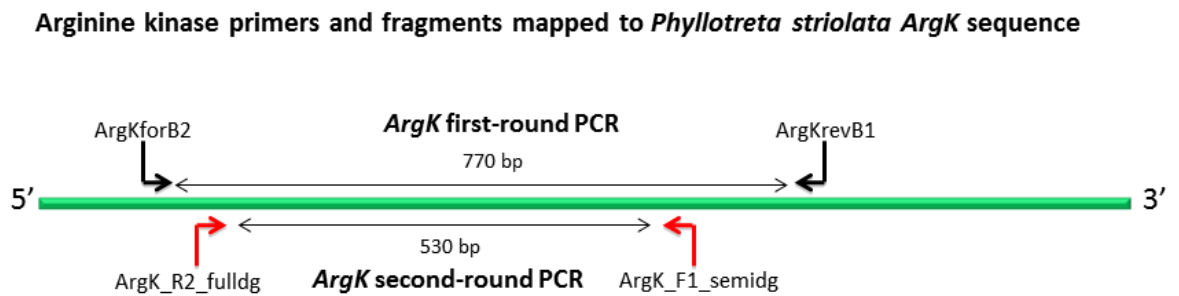 Arginine kinase primers and fragments mapped to Phyllotreta striolata ArgK sequence
ArgKforB2
ArgK first-round PCR
ArgKrevB1
770 bp
5’
3’
530 bp
ArgK_R2_fulldg
ArgK second-round PCR
ArgK_F1_semidg